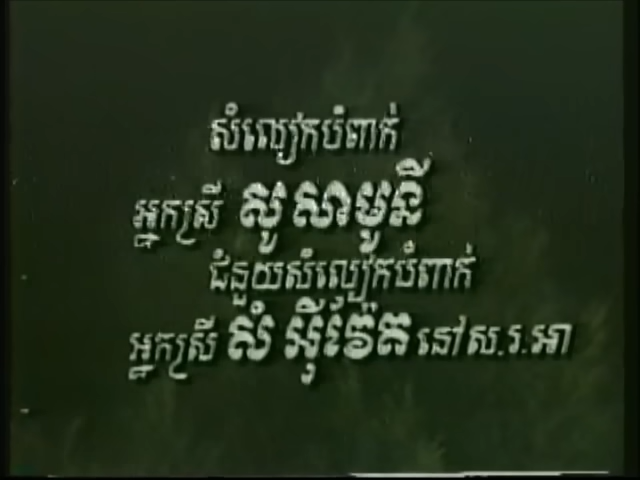 សំលៀកបំពាក់
អ្នកស្រី សូ សាមូនី
ជំនួយសំលៀកបំពាក់
អ្នកស្រី សំ អ៊ីវ៉ែត នៅស.រ.អា